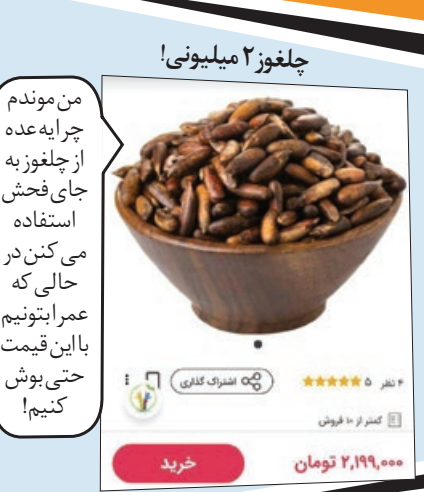 چلغوز ۲ میلیونی!
من موندم
چرا یه عده
از چلغوز به
جای فحش
استفاده
می کنن در
حالی که
عمرا بتونیم
با این قیمت
حتی بوش
کنیم!
۴ نظر ۵
اشتراک گذاری
کمتر از ۱۰ فروش
۲,۱۹۹,۰۰۰ تومان
خرید